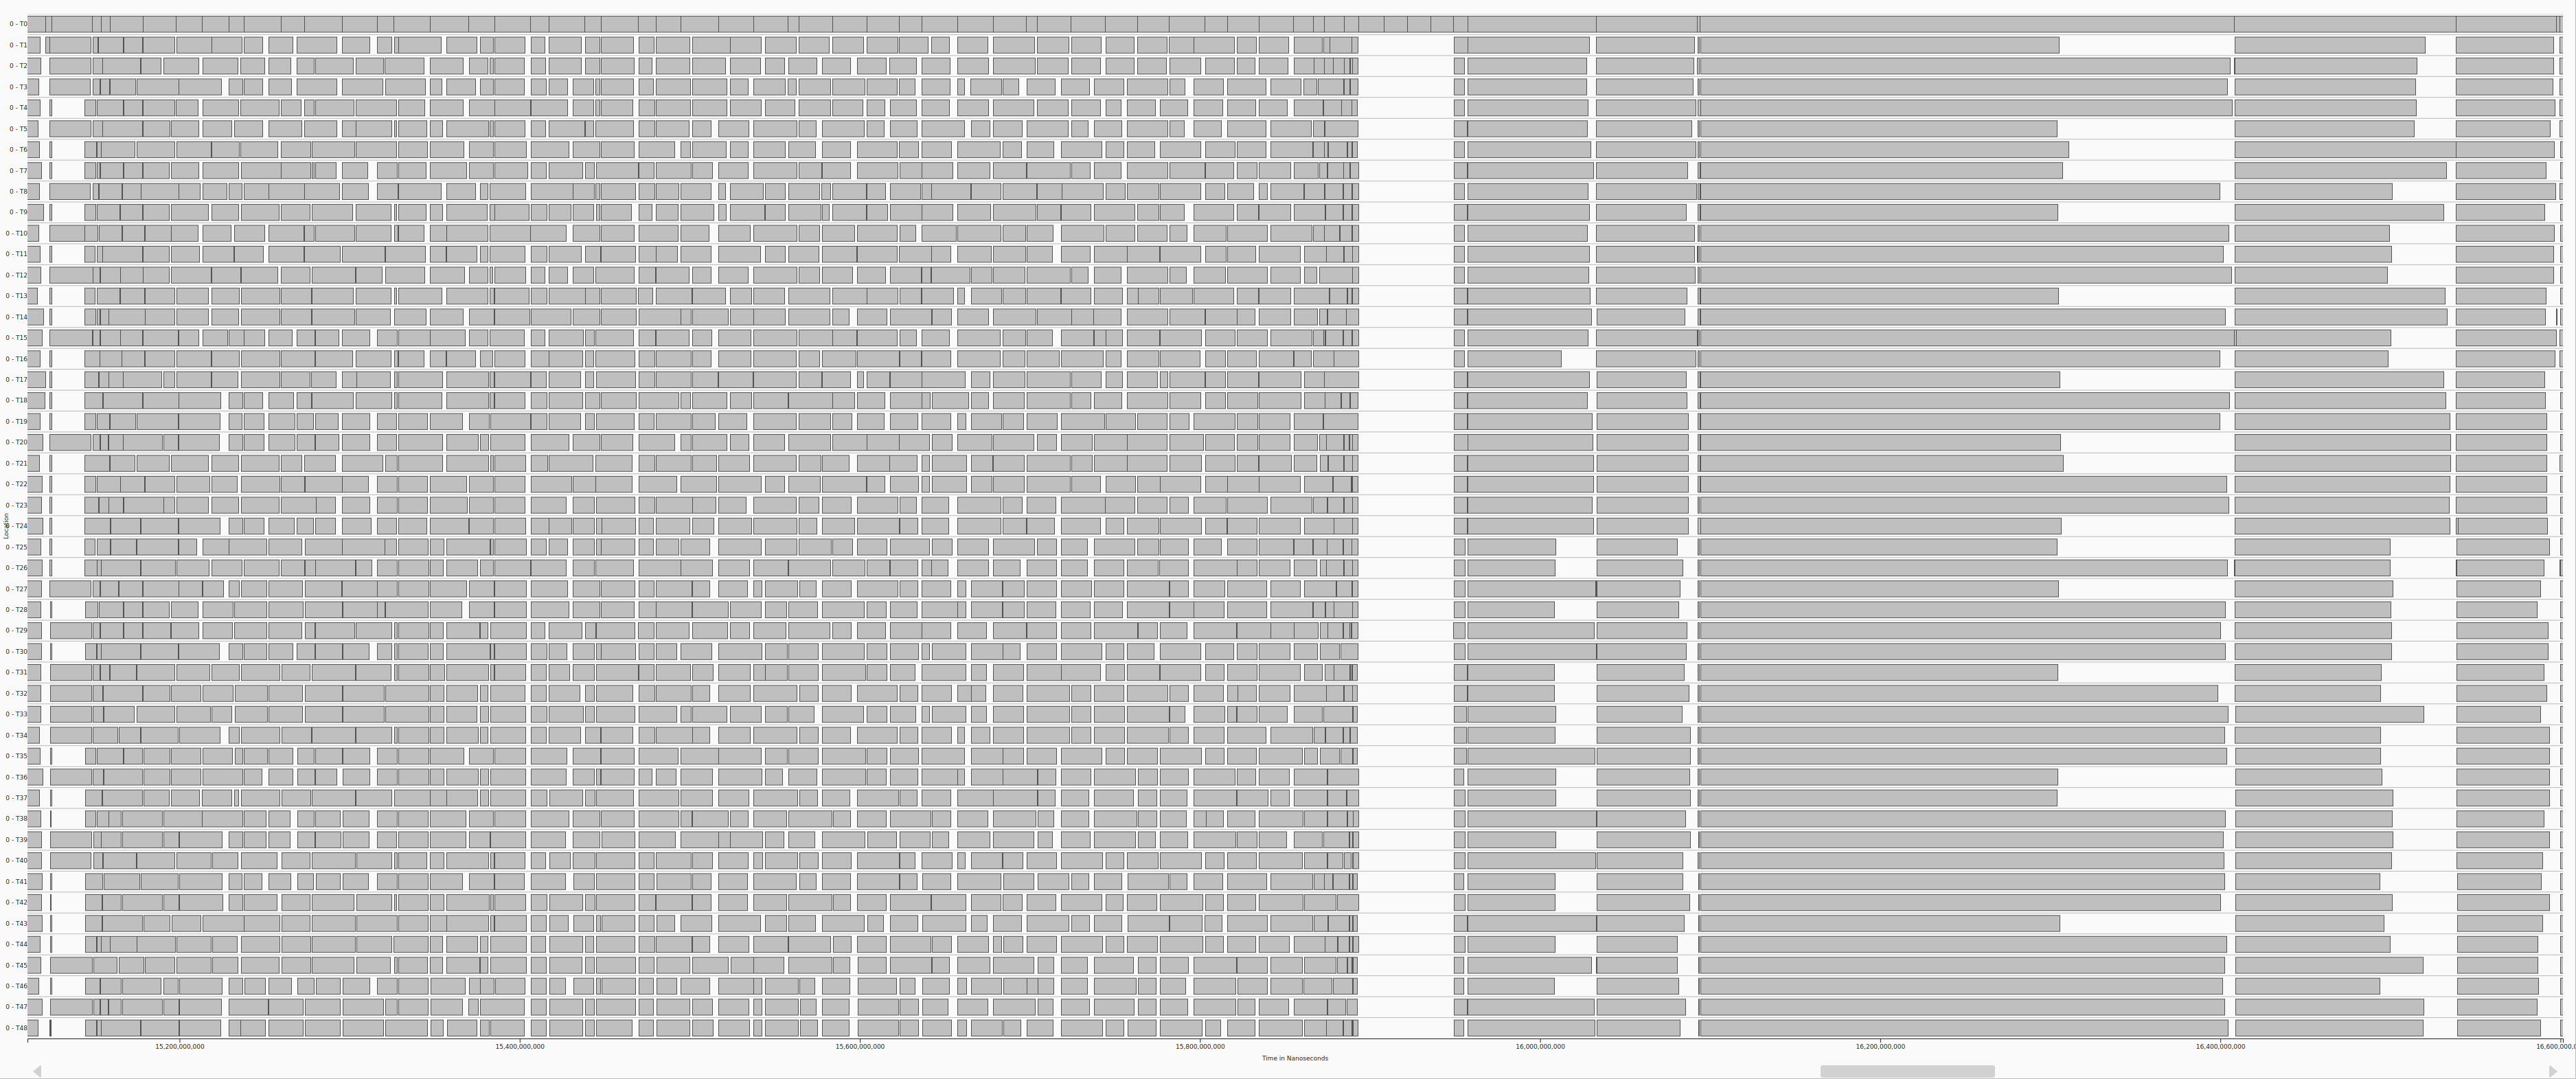 0 - T0
0 - T1
0 - T2
0 - T3
0 - T4
0 - T5
0 - T6
0 - T7
0 - T8
0 - T9
0 - T10
0 - T11
0 - T12
0 - T13
0 - T14
0 - T15
0 - T16
0 - T17
0 - T18
0 - T19
0 - T20
0 - T21
0 - T22
0 - T23
Location
0 - T24
0 - T25
0 - T26
0 - T27
0 - T28
0 - T29
0 - T30
0 - T31
0 - T32
0 - T33
0 - T34
0 - T35
0 - T36
0 - T37
0 - T38
0 - T39
0 - T40
0 - T41
0 - T42
0 - T43
0 - T44
0 - T45
0 - T46
0 - T47
0 - T48
15,200,000,000 15,400,000,000 15,600,000,000 15,800,000,000 16,000,000,000 16,200,000,000 16,400,000,000 16,600,000,0
Time in Nanoseconds